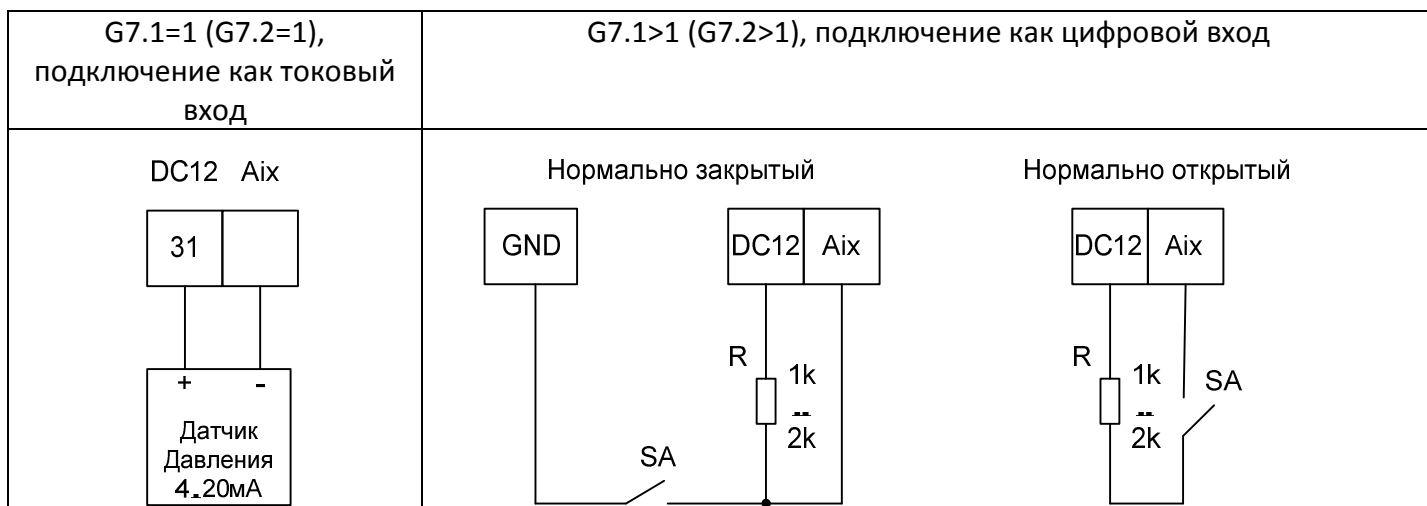 G7.1=1 (G7.2=1),
подключение как токовый
вход
G7.1>1 (G7.2>1), подключение как цифровой вход
DC12 Aix
31
+ -
Датчик
Давления
4..20мА
Нормально закрытый
GND
DC12 Aix
R
1k
..
2k
SA
Нормально открытый
DC12 Aix
R
1k
..
2k
SA